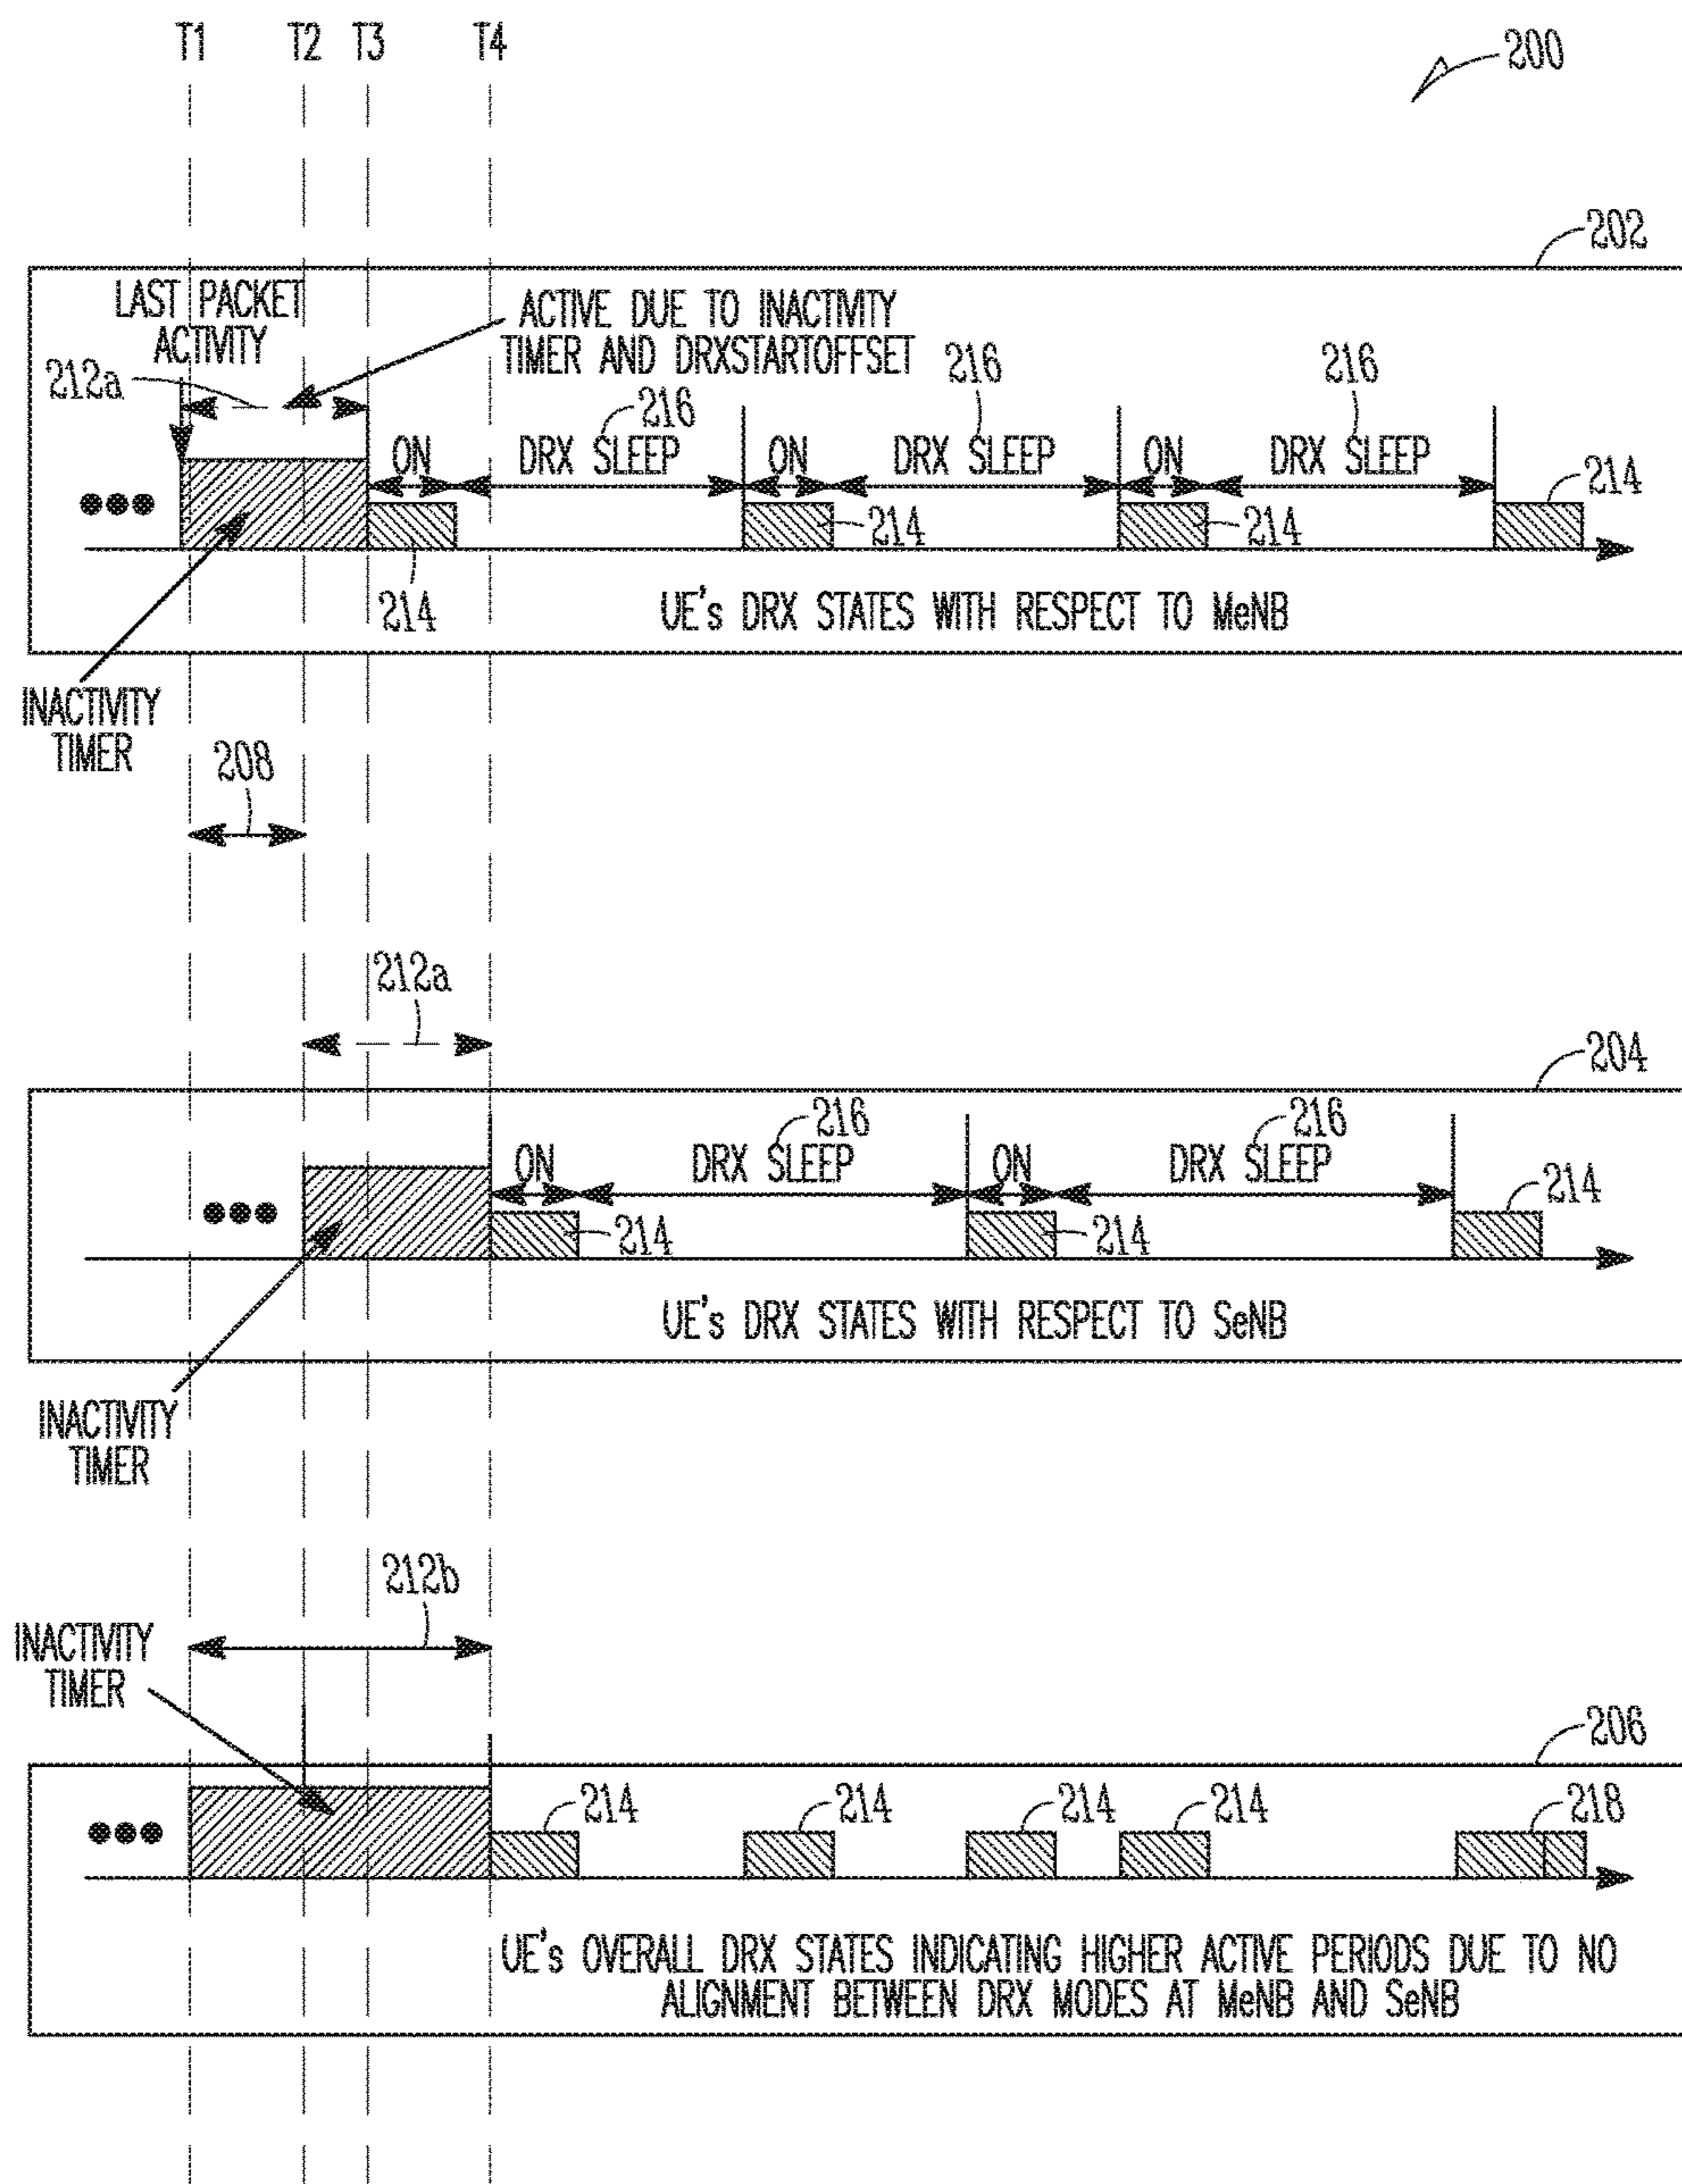 T1 T2 T3 T4
200
202
LAST PACKET
ACTIVITY
ACTIVE DUE TO INACTIVITY
TIMER AND DRXSTARTOFFSET
212a
216
216
216
ON
DRX SLEEP
ON
DRX SLEEP
ON
DRX SLEEP
214
214
214
214
UE's DRX STATES WITH RESPECT TO MeNB
INACTIVITY
TIMER
208
212a
204
216
216
ON
DRX SLEEP
ON
DRX SLEEP
214
214
214
UE's DRX STATES WITH RESPECT TO SeNB
INACTIVITY
TIMER
212b
INACTIVITY
TIMER
206
214
214
214
214
218
UE's OVERALL DRX STATES INDICATING HIGHER ACTIVE PERIODS DUE TO NO
ALIGNMENT BETWEEN DRX MODES AT MeNB AND SeNB